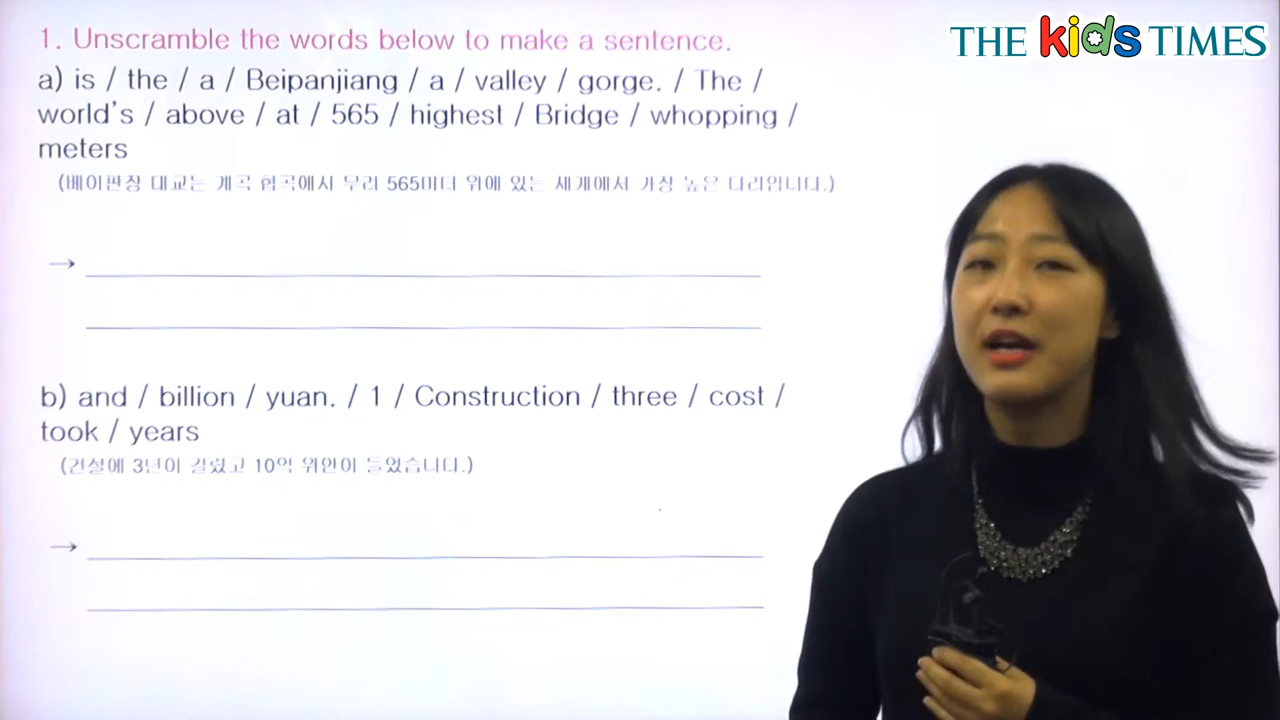 1. Unscramble the words below to make a sentence.
THE kids TIMES
a) is / the / a / Beipanjiang / a / valley / gorge. / The /
world's / above / at / 565 / highest / Bridge / whopping /
meters
(베이판장 대교는 계곡 협곡에서 무려 565미터 위에 있는 세계에서 가장 높은 다리입니다.)
→
b) and / billion / yuan. / 1 / Construction / three / cost /
took / years
(건설에 3년이 걸렸고 10억 위안이 들었습니다.)
→